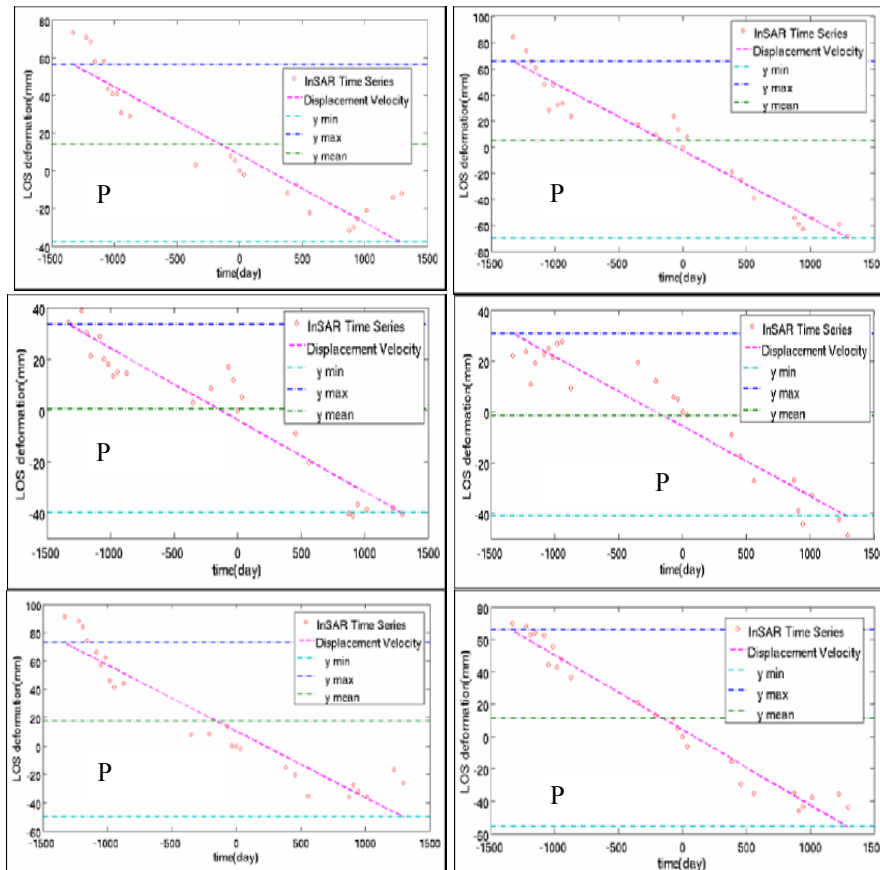 80
60
40
20
0
-20
-40
-1500 -1000 -500 0 500 1000 1500
LOS deformation(mm)
time(day)
InSAR Time Series
Displacement Velocity
y min
y max
y mean
P
100
80
60
40
20
0
-20
-40
-60
-80
-1500 -1000 -500 0 500 1000 1500
LOS deformation(mm)
time(day)
InSAR Time Series
Displacement Velocity
y min
y max
y mean
P
40
20
0
-20
-40
-1500 -1000 -500 0 500 1000 1500
LOS deformation(mm)
time(day)
InSAR Time Series
Displacement Velocity
y min
y max
y mean
P
40
20
0
-20
-40
-1500 -1000 -500 0 500 1000 1500
LOS deformation(mm)
time(day)
InSAR Time Series
Displacement Velocity
y min
y max
y mean
P
100
80
60
40
20
0
-20
-40
-60
-1500 -1000 -500 0 500 1000 1500
LOS deformation(mm)
time(day)
InSAR Time Series
Displacement Velocity
y min
y max
y mean
P
80
60
40
20
0
-20
-40
-60
-1500 -1000 -500 0 500 1000 1500
LOS deformation(mm)
time(day)
InSAR Time Series
Displacement Velocity
y min
y max
y mean
P